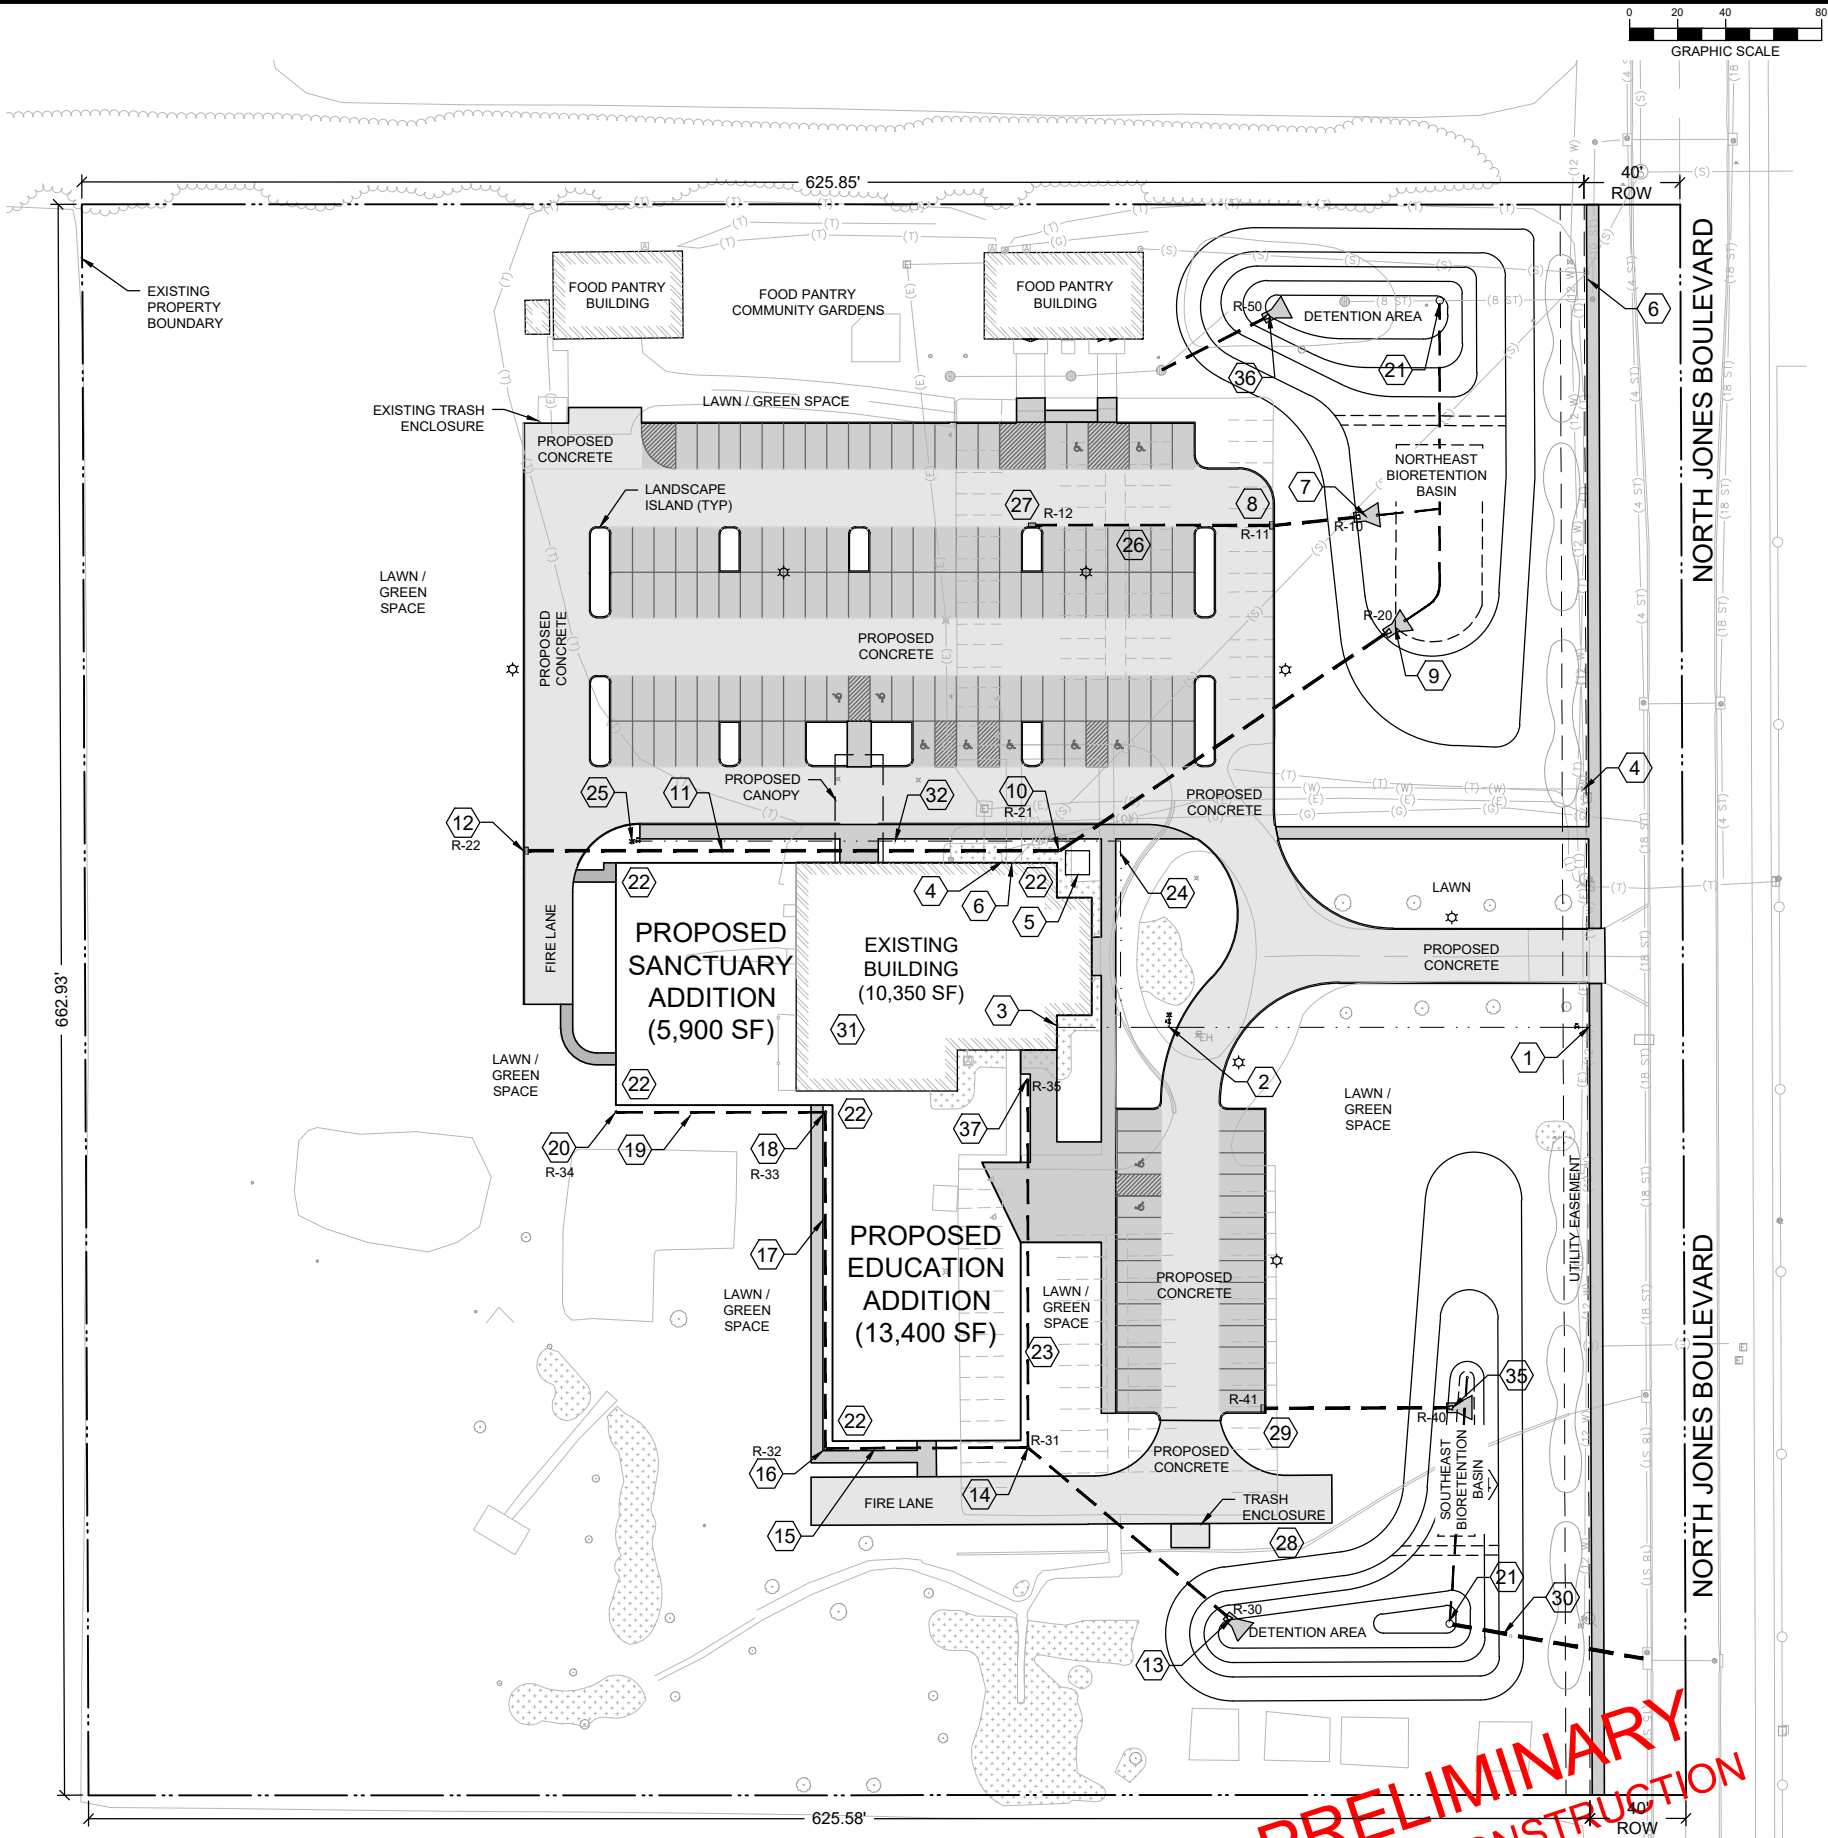 0 20 40 80
GRAPHIC SCALE
625.85'
40'
ROW
EXISTING
PROPERTY
BOUNDARY
FOOD PANTRY
BUILDING
FOOD PANTRY
COMMUNITY GARDENS
FOOD PANTRY
BUILDING
R-50
DETENTION AREA
6
NORTH JONES BOULEVARD
36
21
EXISTING TRASH
ENCLOSURE
LAWN / GREEN SPACE
PROPOSED
CONCRETE
NORTHEAST
BIORETENTION
BASIN
LANDSCAPE
ISLAND (TYP)
27
R-12
8
R-11
7
R-10
26
LAWN /
GREEN
SPACE
PROPOSED
CONCRETE
PROPOSED
CONCRETE
R-20
9
PROPOSED
CANOPY
25
11
32
10
R-21
PROPOSED
CONCRETE
4
12
R-22
22
4
6
22
5
24
LAWN
FIRE LANE
PROPOSED
SANCTUARY
ADDITION
(5,900 SF)
EXISTING
BUILDING
(10,350 SF)
PROPOSED
CONCRETE
662.93'
31
3
1
2
LAWN /
GREEN
SPACE
22
R-35
22
37
LAWN /
GREEN
SPACE
20
R-34
19
18
R-33
UTILITY EASEMENT
17
PROPOSED
EDUCATION
ADDITION
(13,400 SF)
LAWN /
GREEN
SPACE
LAWN /
GREEN
SPACE
PROPOSED
CONCRETE
23
NORTH JONES BOULEVARD
35
R-41
R-40
29
22
R-32
16
R-31
PROPOSED
CONCRETE
SOUTHEAST
BIORETENTION
BASIN
14
FIRE LANE
TRASH
ENCLOSURE
15
28
21
30
R-30
DETENTION AREA
13
PRELIMINARY
625.58'
40'
ROW